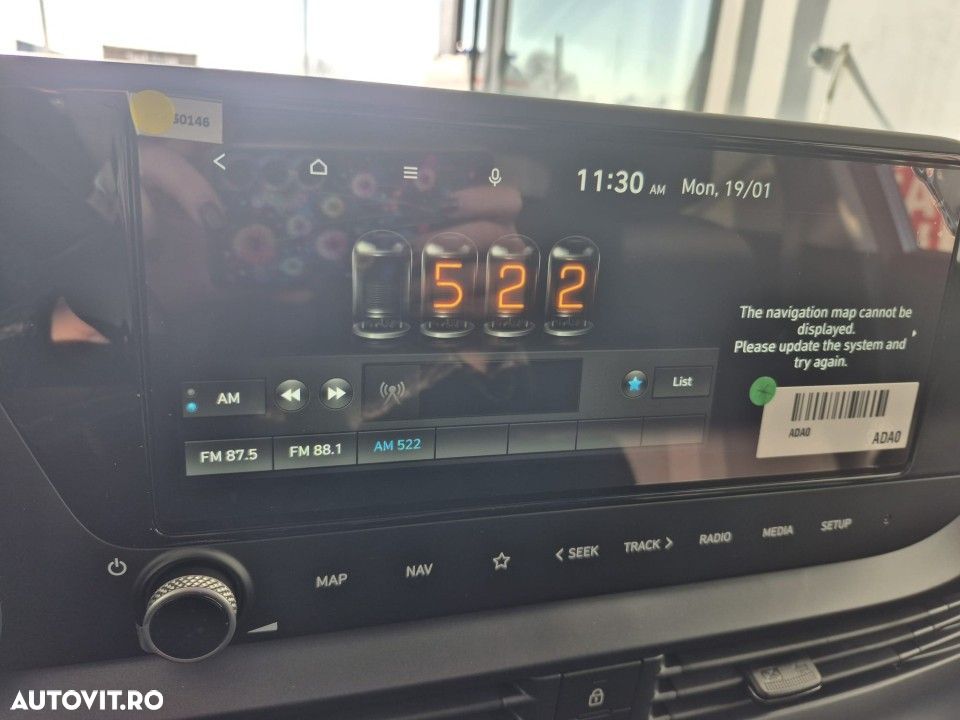 60146
11:30 AM Mon, 19/01
522
The navigation map cannot be
displayed.
Please update the system and
try again.
AM
List
FM 87.5 FM 88.1 AM 522
ADA0
ADA0
MAP NAV SEEK TRACK RADIO MEDIA SETUP
AUTOVIT.RO